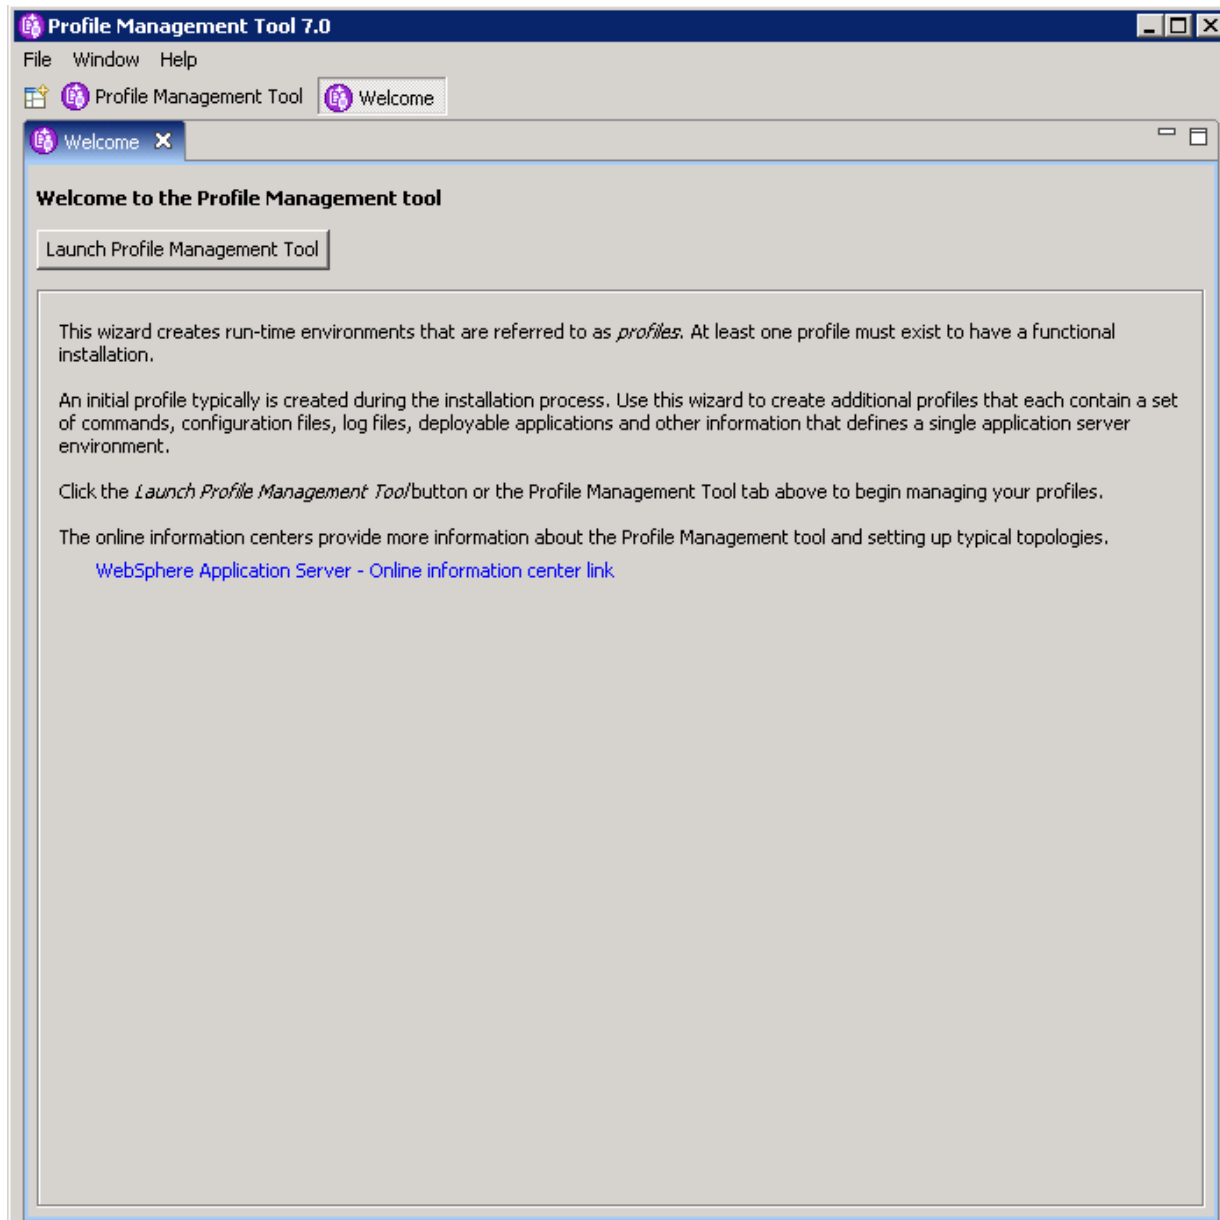 Profile Management Tool 7.0
File Window Help
Profile Management Tool Welcome
Welcome
Welcome to the Profile Management tool
Launch Profile Management Tool
This wizard creates run-time environments that are referred to as profiles. At least one profile must exist to have a functional
installation.
An initial profile typically is created during the installation process. Use this wizard to create additional profiles that each contain a set
of commands, configuration files, log files, deployable applications and other information that defines a single application server
environment.
Click the Launch Profile Management Tool button or the Profile Management Tool tab above to begin managing your profiles.
The online information centers provide more information about the Profile Management tool and setting up typical topologies.
WebSphere Application Server - Online information center link